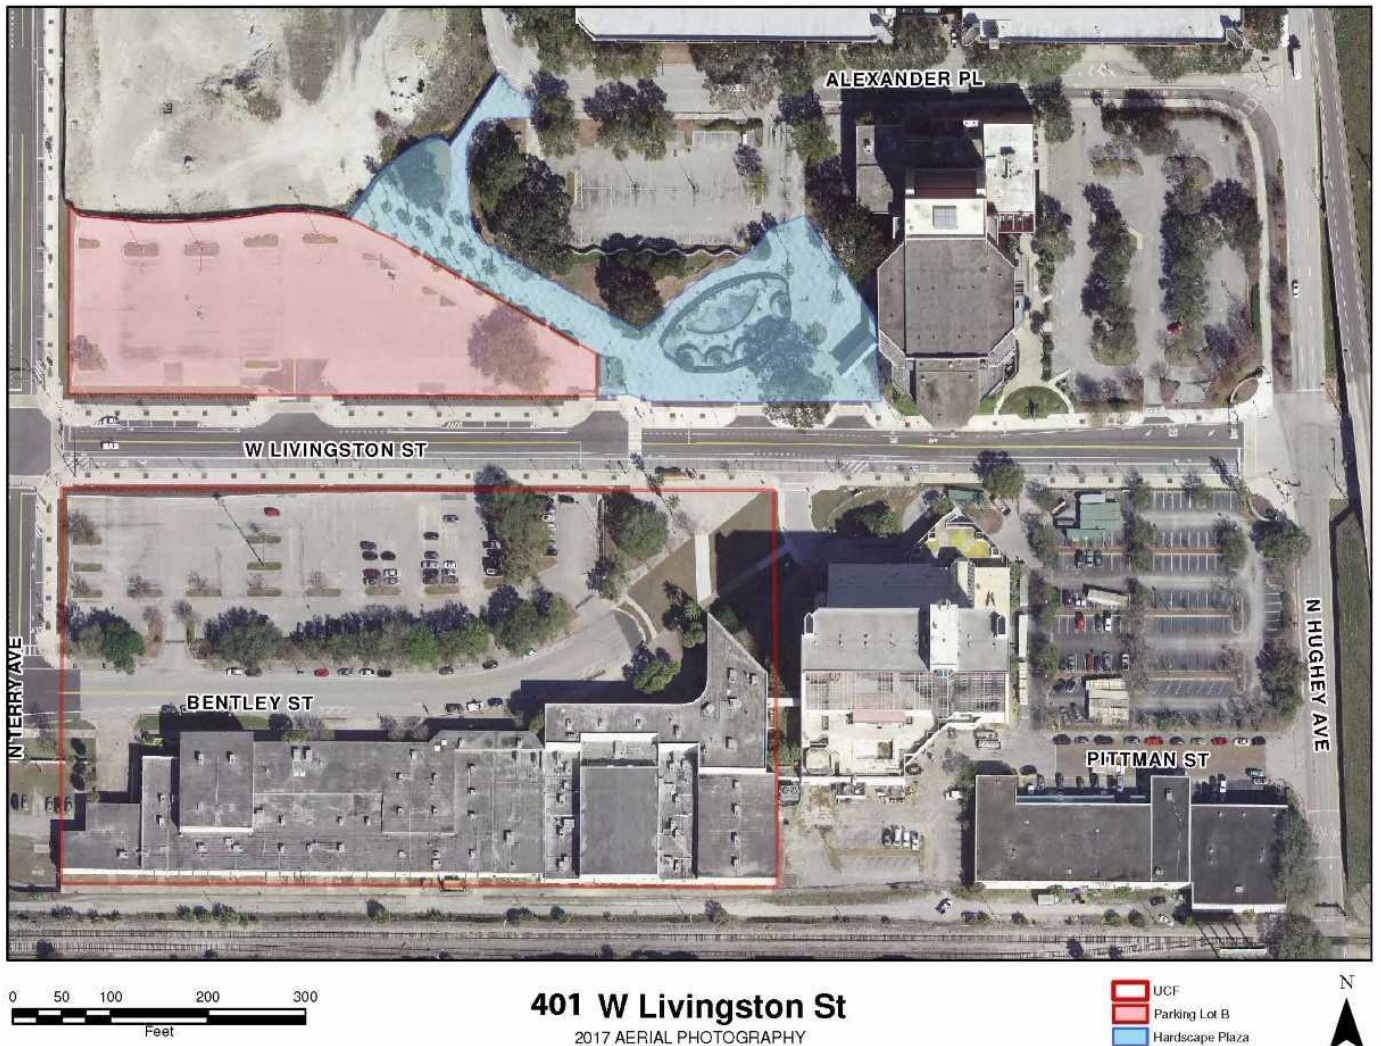 ALEXANDER PL
W LIVINGSTON ST
N TERRY AVE
BENTLEY ST
N HUGHEY AVE
PITTMAN ST
0 50 100 200 300
Feet
401 W Livingston St
2017 AERIAL PHOTOGRAPHY
UCF
Parking Lot B
Hardscape Plaza
N